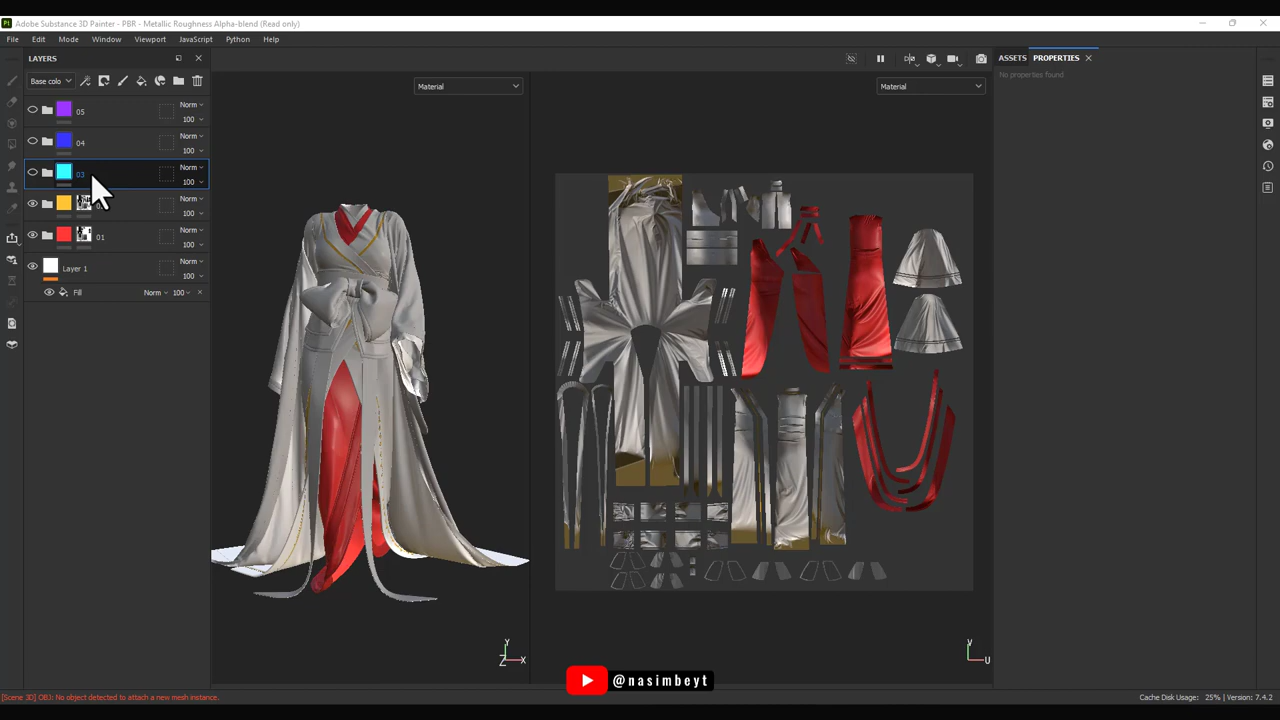 Adobe Substance 3D Painter - PBR - Metallic Roughness Alpha-blend (Read only)
File Edit Mode Window Viewport JavaScript Python Help
LAYERS
ASSETS PROPERTIES
No properties found
Base colo
Material
Material
05 Norm 100
04 Norm 100
03 Norm 100
Norm 100
01 Norm 100
Layer 1 Norm 100
Fill Norm 100
Y
Z X
V
U
@nasimbeyt
[Scene 3D] OBJ: No object detected to attach a new mesh instance.
Cache Disk Usage: 25% | Version: 7.4.2